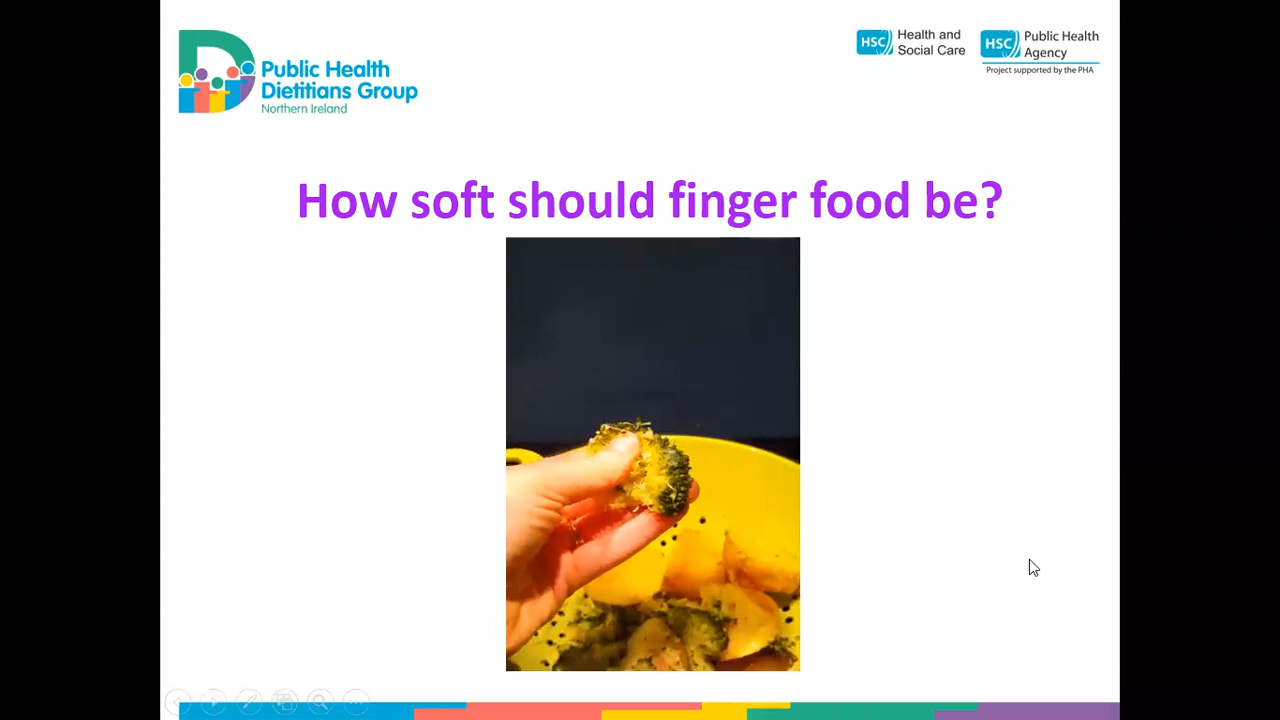 Public Health
Dietitians Group
Northern Ireland
HSC Health and
Social Care
HSC Public Health
Agency
Project supported by the PHA
How soft should finger food be?